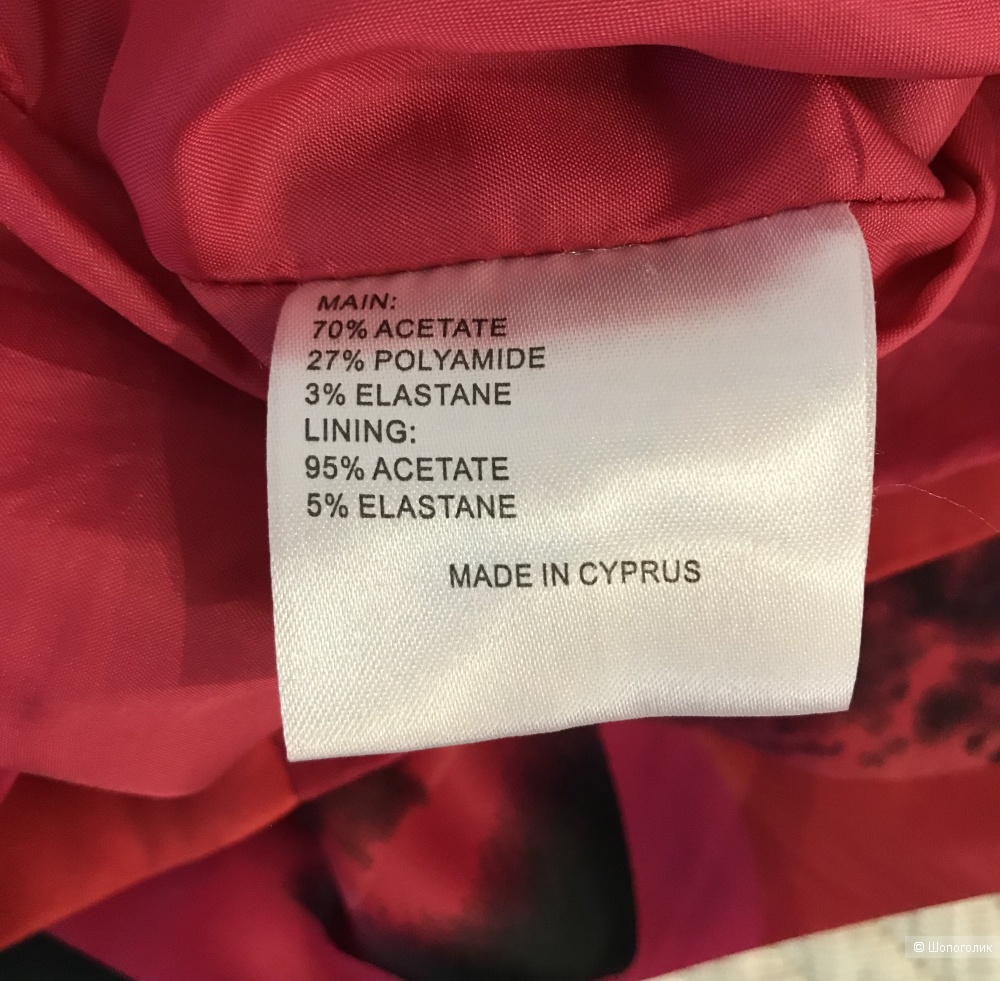 MAIN:
70% ACETATE
27% POLYAMIDE
3% ELASTANE
LINING:
95% ACETATE
5% ELASTANE
MADE IN CYPRUS
© Шопоголик